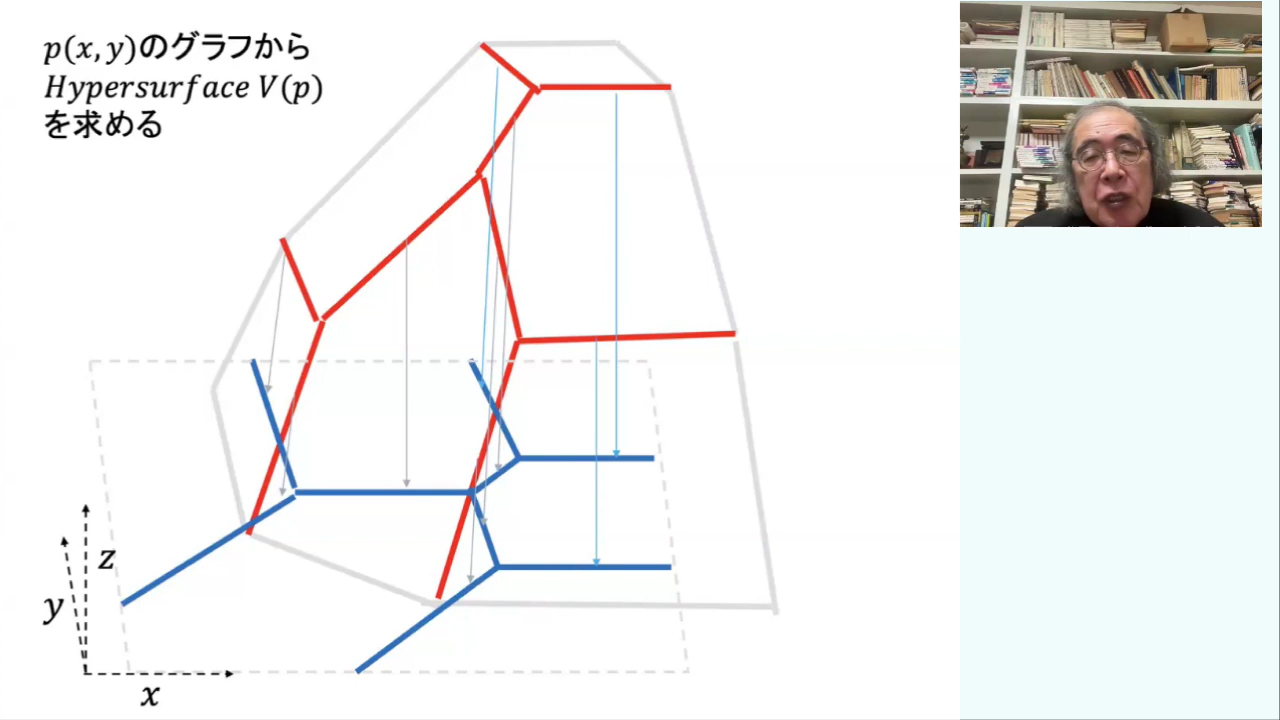 p(x, y)のグラフから
Hypersurface V(p)
を求める
z
y
x